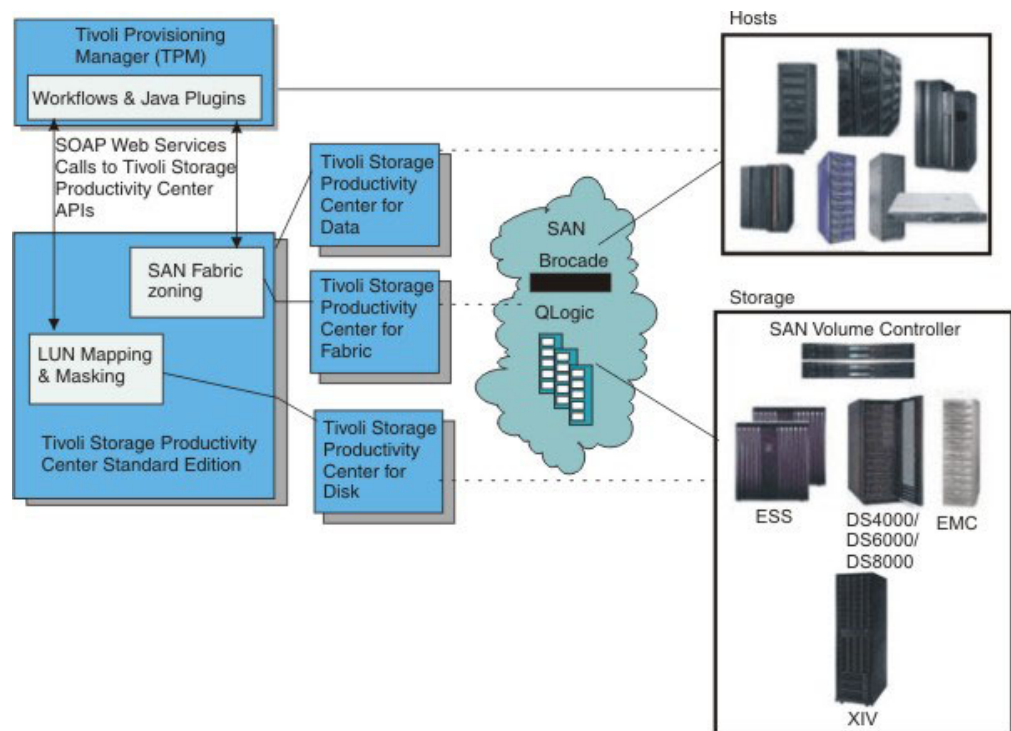 Tivoli Provisioning
Manager (TPM)
Workflows & Java Plugins
SOAP Web Services
Calls to Tivoli Storage
Productivity Center
APIs
SAN Fabric
zoning
LUN Mapping
& Masking
Tivoli Storage Productivity
Center Standard Edition
Tivoli Storage
Productivity
Center for
Data
Tivoli Storage
Productivity
Center for
Fabric
Tivoli Storage
Productivity
Center for
Disk
SAN
Brocade
QLogic
Hosts
Storage
SAN Volume Controller
ESS
DS4000/
DS6000/
DS8000
EMC
XIV